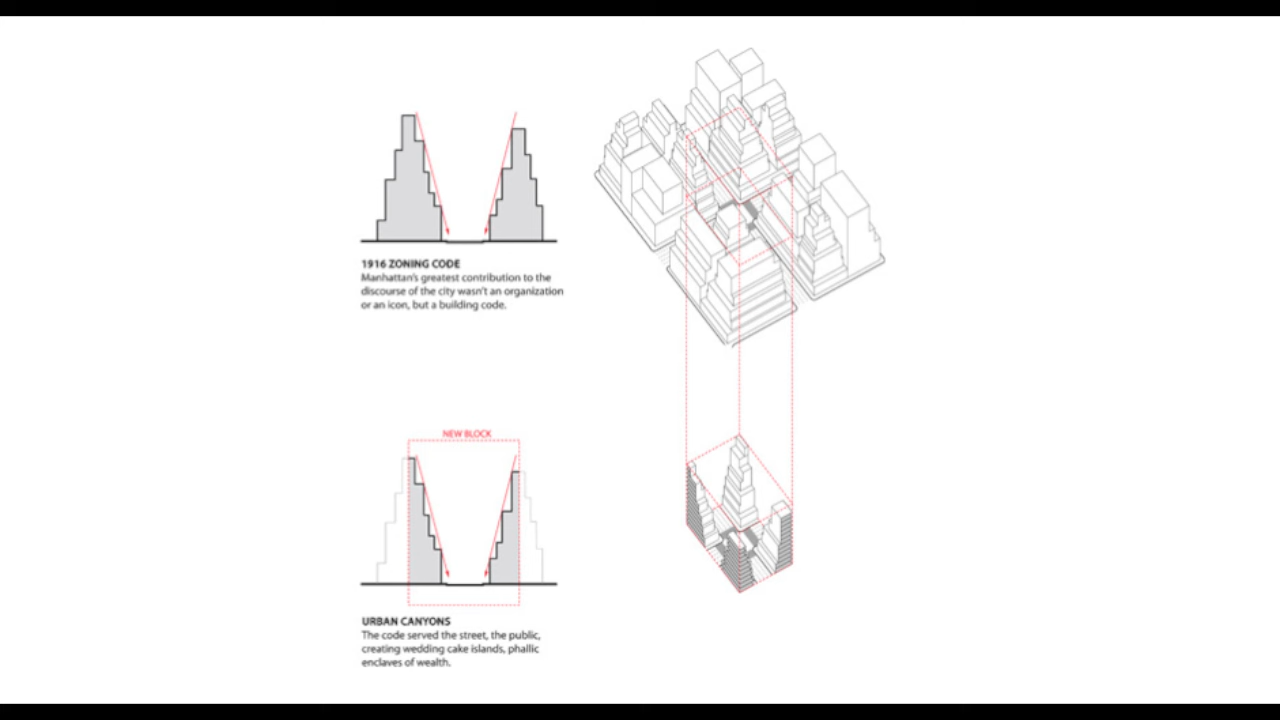 1916 ZONING CODE
Manhattan's greatest contribution to the
discourse of the city wasn't an organization
or an icon, but a building code.
NEW BLOCK
URBAN CANYONS
The code served the street, the public,
creating wedding cake islands, phallic
enclaves of wealth.